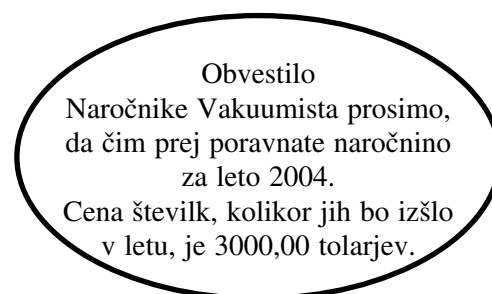 Obvestilo
Naročnike Vakuumista prosimo,
da čim prej poravnate naročnino
za leto 2004.
Cena številk, kolikor jih bo izšlo
v letu, je 3000,00 tolarjev.